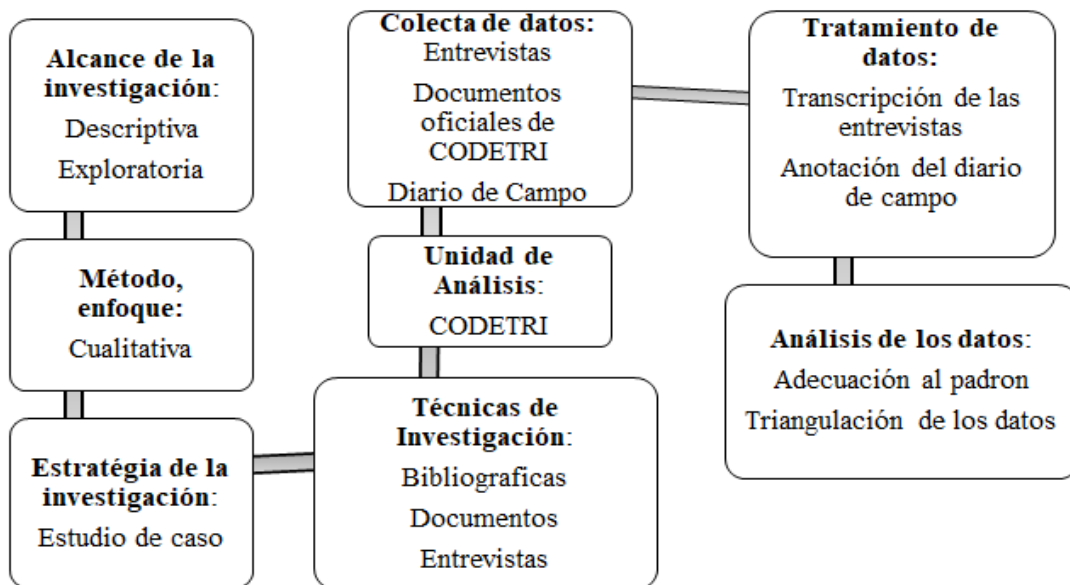 Alcance de la
investigación:
Descriptiva
Exploratoria
Método,
enfoque:
Cualitativa
Estratégia de la
investigación:
Estudio de caso
Técnicas de
Investigación:
Bibliograficas
Documentos
Entrevistas
Unidad de
Análisis:
CODETRI
Colecta de datos:
Entrevistas
Documentos
oficiales de
CODETRI
Diario de Campo
Tratamiento de
datos:
Transcripción de las
entrevistas
Anotación del diario
de campo
Análisis de los datos:
Adecuación al padron
Triangulación de los datos